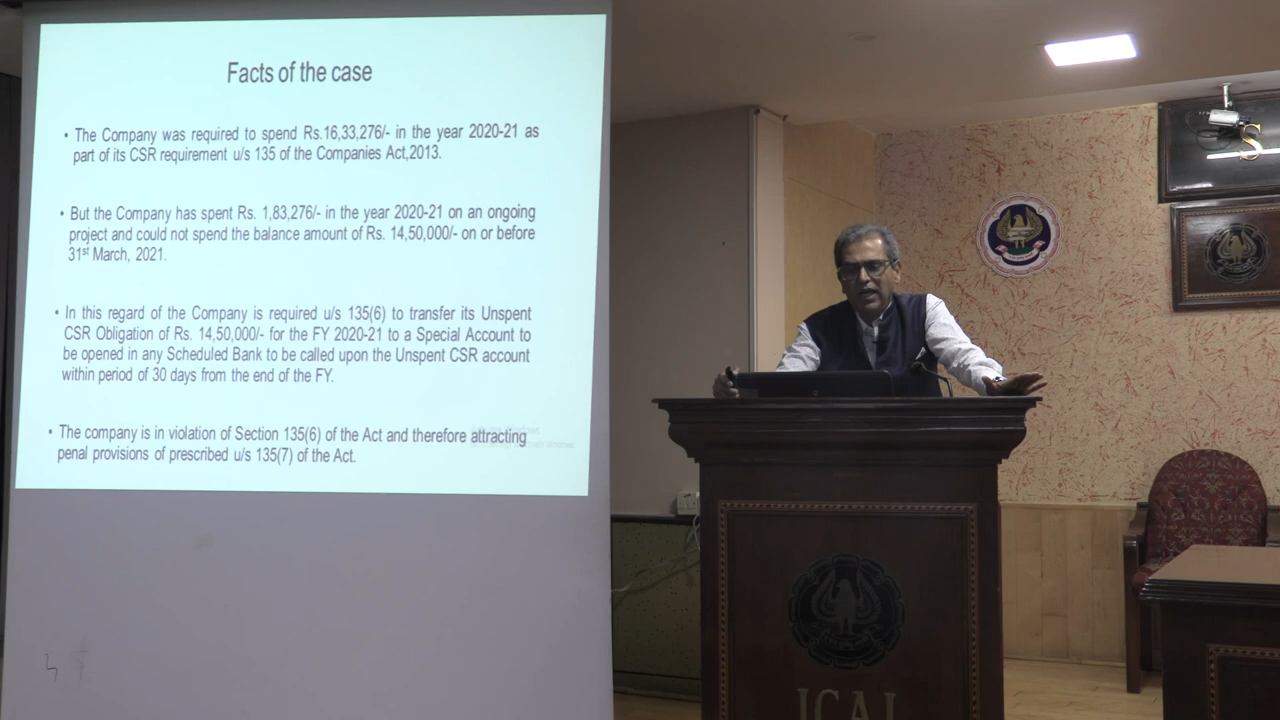 Facts of the case
• The Company was required to spend Rs.16,33,276/- in the year 2020-21 as
part of its CSR requirement u/s 135 of the Companies Act,2013.
• But the Company has spent Rs. 1,83,276/- in the year 2020-21 on an ongoing
project and could not spend the balance amount of Rs. 14,50,000/- on or before
31st March, 2021.
• In this regard of the Company is required u/s 135(6) to transfer its Unspent
CSR Obligation of Rs. 14,50,000/- for the FY 2020-21 to a Special Account to
be opened in any Scheduled Bank to be called upon the Unspent CSR account
within period of 30 days from the end of the FY.
• The company is in violation of Section 135(6) of the Act and therefore attracting
penal provisions of prescribed u/s 135(7) of the Act.
S
ICAI